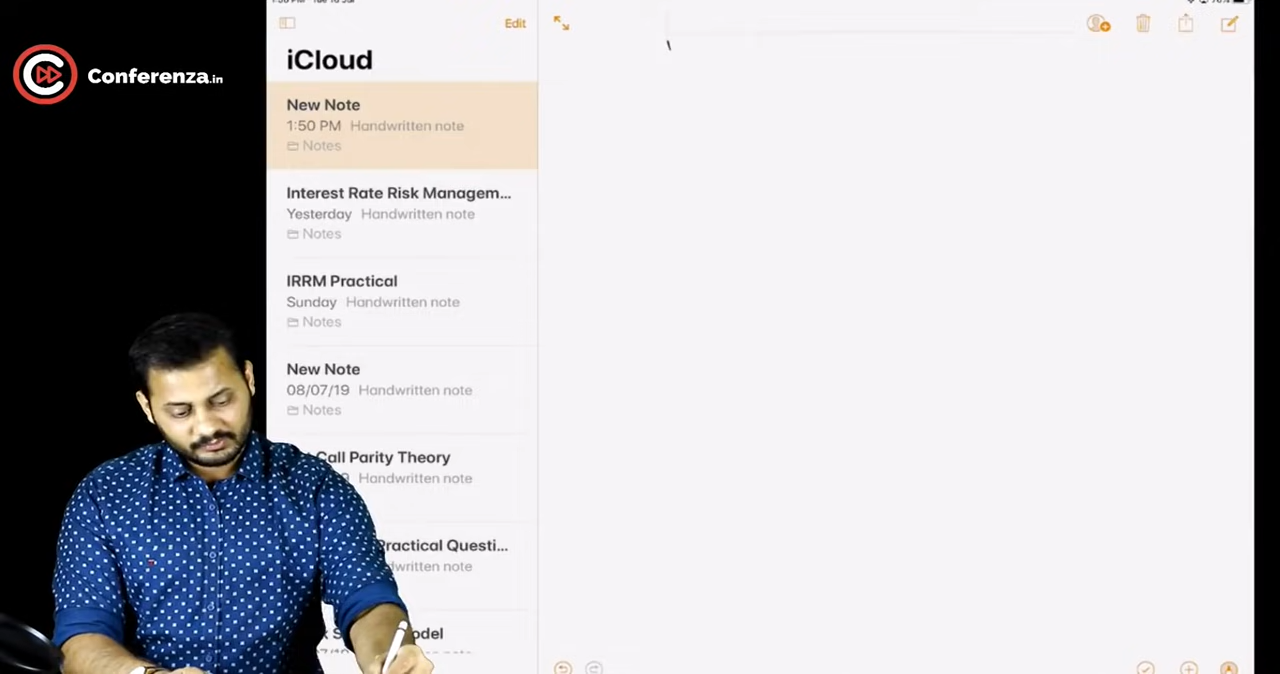 Edit
Conferenza.in
iCloud
New Note
1:50 PM Handwritten note
Notes
Interest Rate Risk Managem...
Yesterday Handwritten note
Notes
IRRM Practical
Sunday Handwritten note
Notes
New Note
08/07/19 Handwritten note
Notes
Call Parity Theory
Handwritten note
Practical Questi...